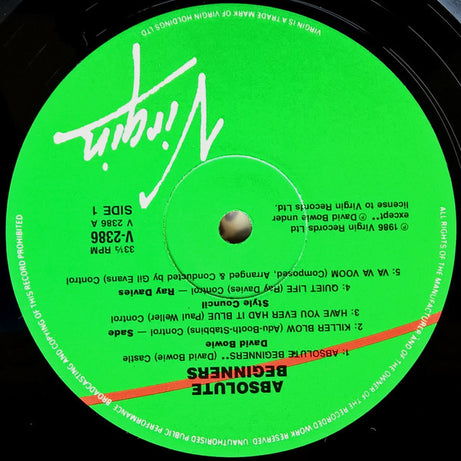 ABSOLUTE
BEGINNERS
1: ABSOLUTE BEGINNERS** (David Bowie) Castle
David Bowie
2: KILLER BLOW (Adu-Booth-Stabbins) Control — Sade
3: HAVE YOU EVER HAD IT BLUE (Paul Weller) Control
Style Council
4: QUIET LIFE (Ray Davies) Control — Ray Davies
5: VA VA VOOM (Composed, Arranged & Conducted by Gil Evans) Control
33⅓ RPM
V-2386
V 2386 A
SIDE 1
℗ 1986 Virgin Records Ltd,
except** ℗ David Bowie under
license to Virgin Records Ltd.
Virgin
ALL RIGHTS OF THE MANUFACTURER AND OF THE OWNER OF THE RECORDED WORK RESERVED. UNAUTHORISED PUBLIC PERFORMANCE BROADCASTING AND COPYING OF THIS RECORD PROHIBITED
VIRGIN IS A TRADE MARK OF VIRGIN HOLDINGS LTD